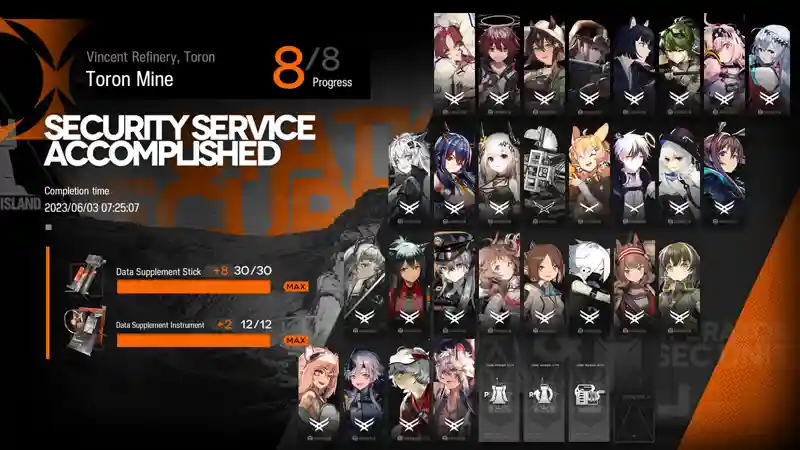 Vincent Refinery, Toron
Toron Mine
8/8
Progress
SECURITY SERVICE
ACCOMPLISHED
Completion time
2023/06/03 07:25:07
ISLAND
Data Supplement Stick +8 30/30
MAX
Data Supplement Instrument +2 12/12
MAX